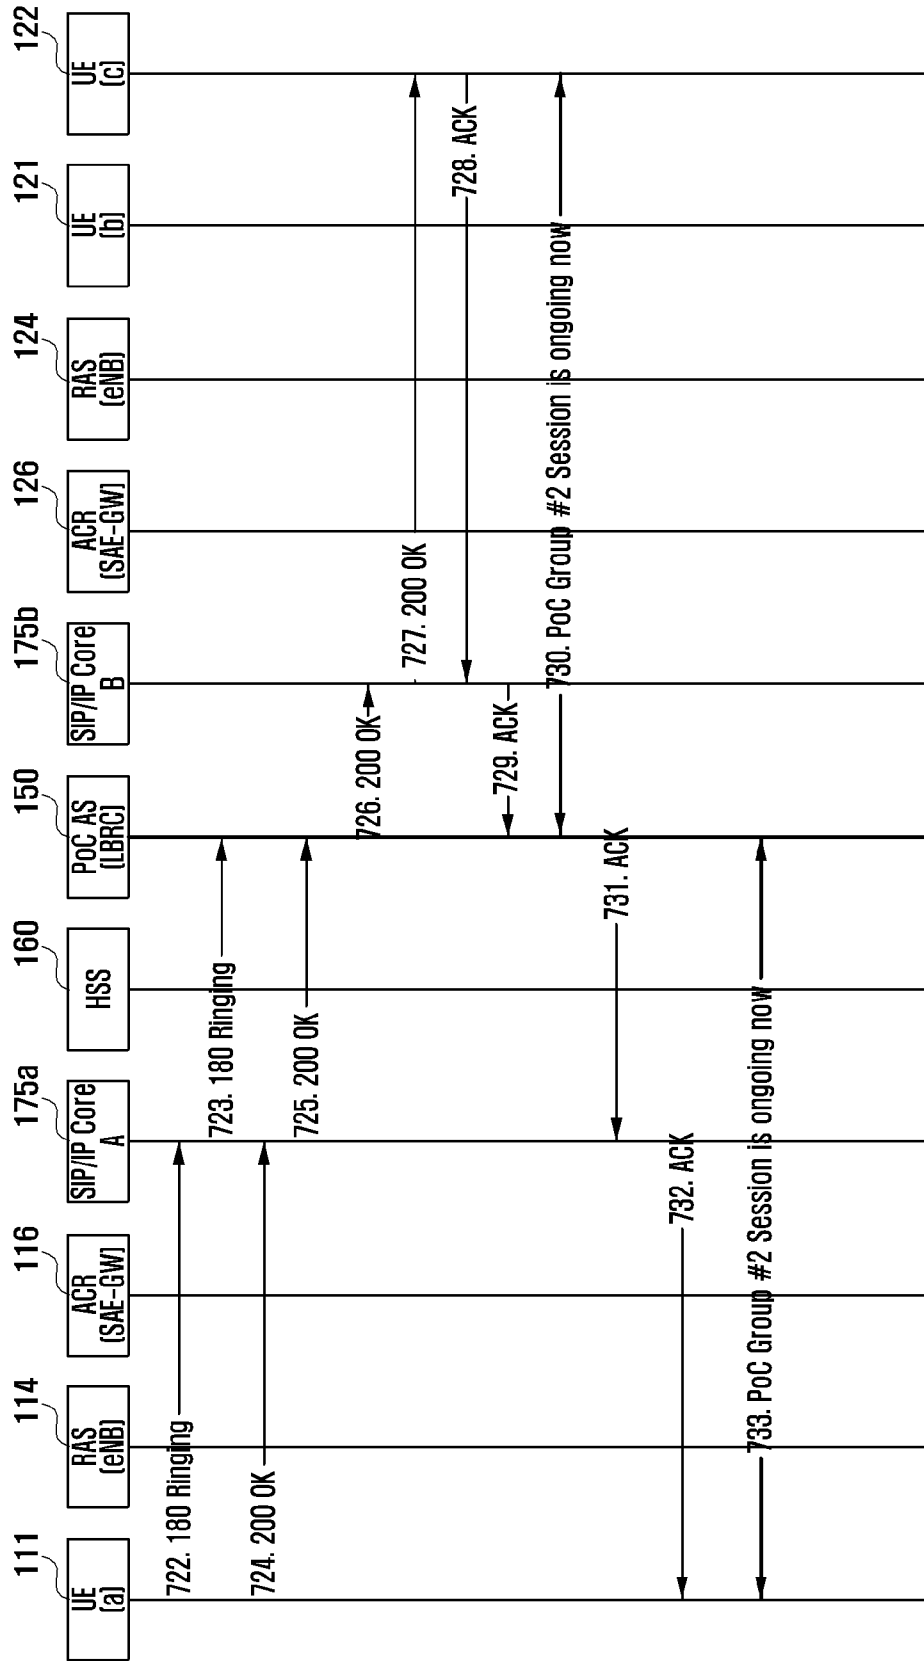 111
UE
(a)
114
RAS
(eNB)
116
ACR
(SAE-GW)
175a
SIP/IP Core
A
160
HSS
150
PoC AS
(LBRC)
175b
SIP/IP Core
B
126
ACR
(SAE-GW)
124
RAS
(eNB)
121
UE
(b)
122
UE
(c)
722. 180 Ringing
723. 180 Ringing
724. 200 OK
725. 200 OK
726. 200 OK
727. 200 OK
728. ACK
729. ACK
730. PoC Group #2 Session is ongoing now
731. ACK
732. ACK
733. PoC Group #2 Session is ongoing now